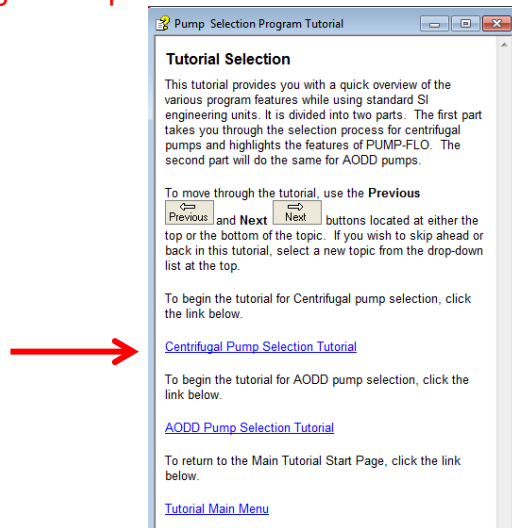 Pump Selection Program Tutorial
Tutorial Selection
This tutorial provides you with a quick overview of the
various program features while using standard SI
engineering units. It is divided into two parts. The first part
takes you through the selection process for centrifugal
pumps and highlights the features of PUMP-FLO. The
second part will do the same for AODD pumps.
To move through the tutorial, use the Previous
Previous and Next Next buttons located at either the
top or the bottom of the topic. If you wish to skip ahead or
back in this tutorial, select a new topic from the drop-down
list at the top.
To begin the tutorial for Centrifugal pump selection, click
the link below.
Centrifugal Pump Selection Tutorial
To begin the tutorial for AODD pump selection, click the
link below.
AODD Pump Selection Tutorial
To return to the Main Tutorial Start Page, click the link
below.
Tutorial Main Menu